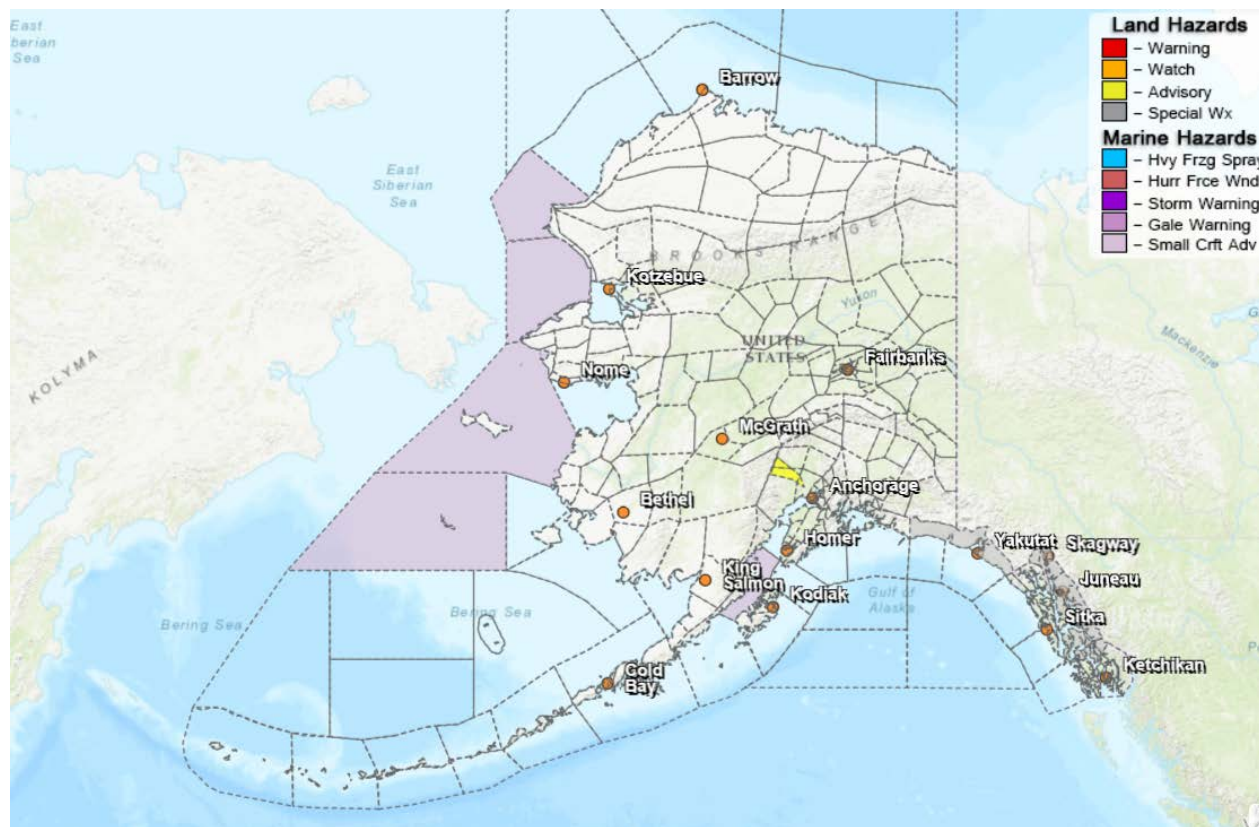 East
Siberian
Sea
Barrow
Land Hazards
– Warning
– Watch
– Advisory
– Special Wx
Marine Hazards
– Hvy Frzg Spray
– Hurr Frce Wnd
– Storm Warning
– Gale Warning
– Small Crft Adv
East
Siberian
Sea
BROOKS RANGE
Kotzebue
Yukon
Mackenzie
UNITED
STATES
Fairbanks
KOLYMA
Nome
McGrath
Anchorage
Bethel
Homer
Yakutat
Skagway
King
Salmon
Juneau
Kodiak
Gulf of
Alaska
Bering Sea
Bering Sea
Sitka
Cold
Bay
Ketchikan